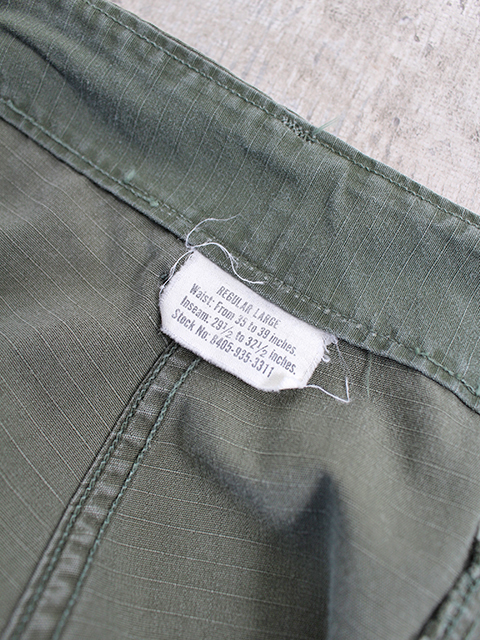 REGULAR LARGE
Waist: From 35 to 39 inches.
Inseam: 29½ to 32½ inches.
Stock No: 8405-935-3311